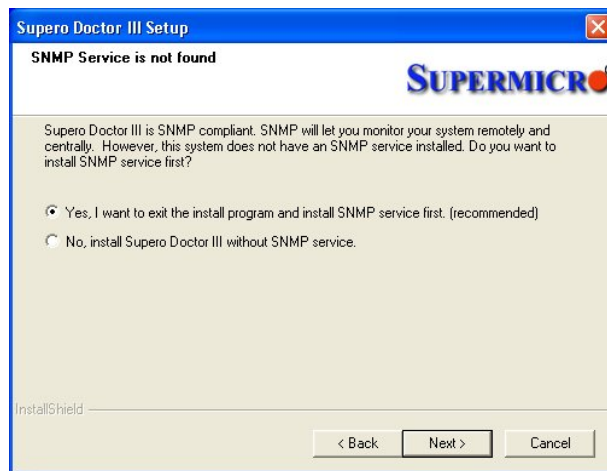 Supero Doctor III Setup
SNMP Service is not found
SUPERMICR
Supero Doctor III is SNMP compliant. SNMP will let you monitor your system remotely and
centrally. However, this system does not have an SNMP service installed. Do you want to
install SNMP service first?
Yes, I want to exit the install program and install SNMP service first. (recommended)
No, install Supero Doctor III without SNMP service.
InstallShield
< Back
Next >
Cancel